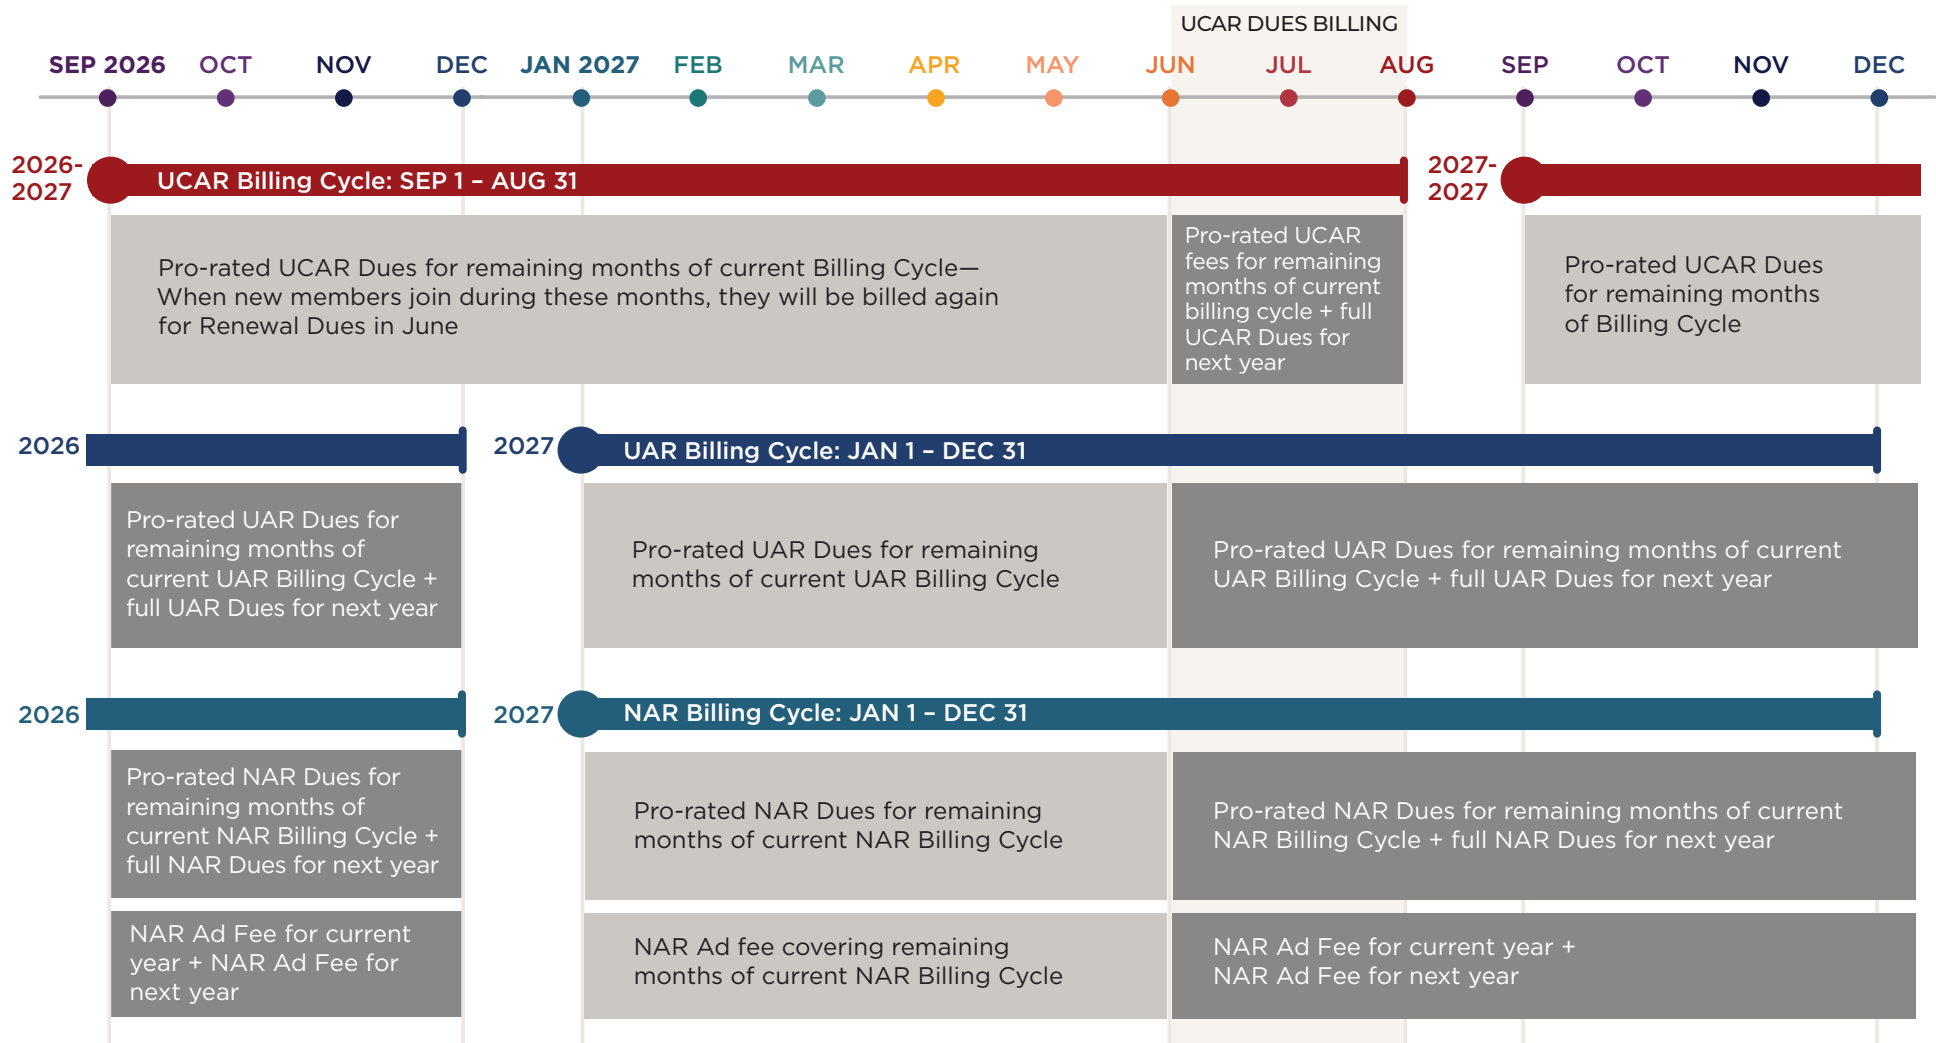 UCAR DUES BILLING
SEP 2026 OCT NOV DEC JAN 2027 FEB MAR APR MAY JUN JUL AUG SEP OCT NOV DEC
2026-
2027
UCAR Billing Cycle: SEP 1 – AUG 31
2027-
2027
Pro-rated UCAR Dues for remaining months of current Billing Cycle—
When new members join during these months, they will be billed again
for Renewal Dues in June
Pro-rated UCAR
fees for remaining
months of current
billing cycle + full
UCAR Dues for
next year
Pro-rated UCAR Dues
for remaining months
of Billing Cycle
2026
2027
UAR Billing Cycle: JAN 1 – DEC 31
Pro-rated UAR Dues for
remaining months of
current UAR Billing Cycle +
full UAR Dues for next year
Pro-rated UAR Dues for remaining
months of current UAR Billing Cycle
Pro-rated UAR Dues for remaining months of current
UAR Billing Cycle + full UAR Dues for next year
2026
2027
NAR Billing Cycle: JAN 1 – DEC 31
Pro-rated NAR Dues for
remaining months of
current NAR Billing Cycle +
full NAR Dues for next year
Pro-rated NAR Dues for remaining
months of current NAR Billing Cycle
Pro-rated NAR Dues for remaining months of current
NAR Billing Cycle + full NAR Dues for next year
NAR Ad Fee for current
year + NAR Ad Fee for
next year
NAR Ad fee covering remaining
months of current NAR Billing Cycle
NAR Ad Fee for current year +
NAR Ad Fee for next year